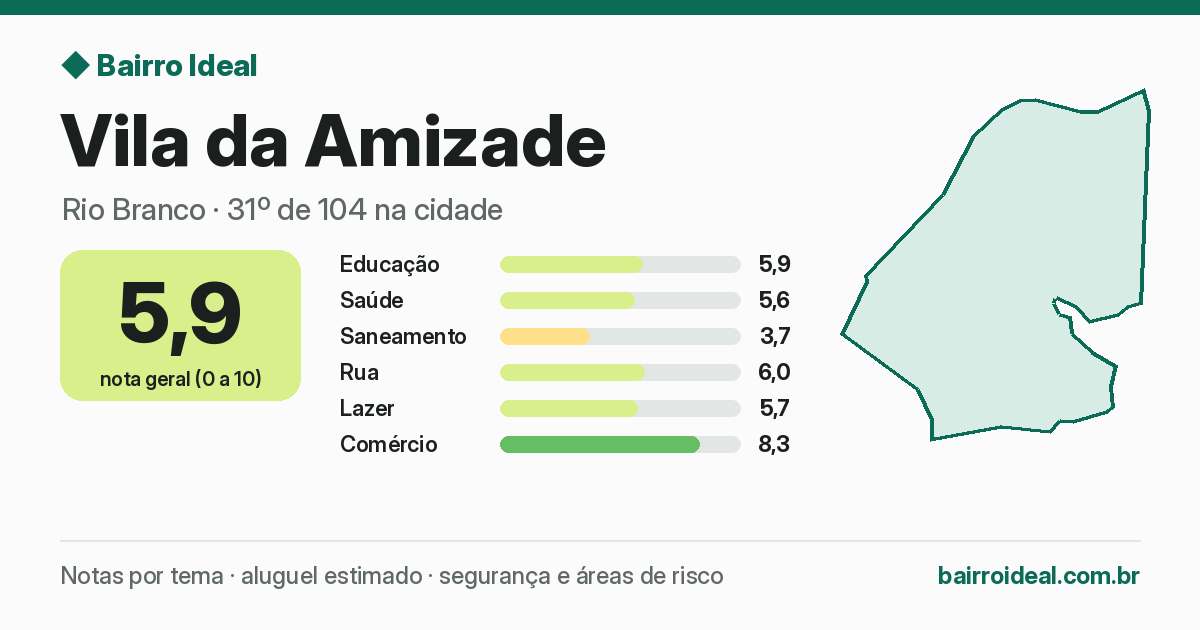 Bairro Ideal
Vila da Amizade
Rio Branco · 31º de 104 na cidade
5,9
nota geral (0 a 10)
Educação 5,9
Saúde 5,6
Saneamento 3,7
Rua 6,0
Lazer 5,7
Comércio 8,3
Notas por tema · aluguel estimado · segurança e áreas de risco
bairroideal.com.br